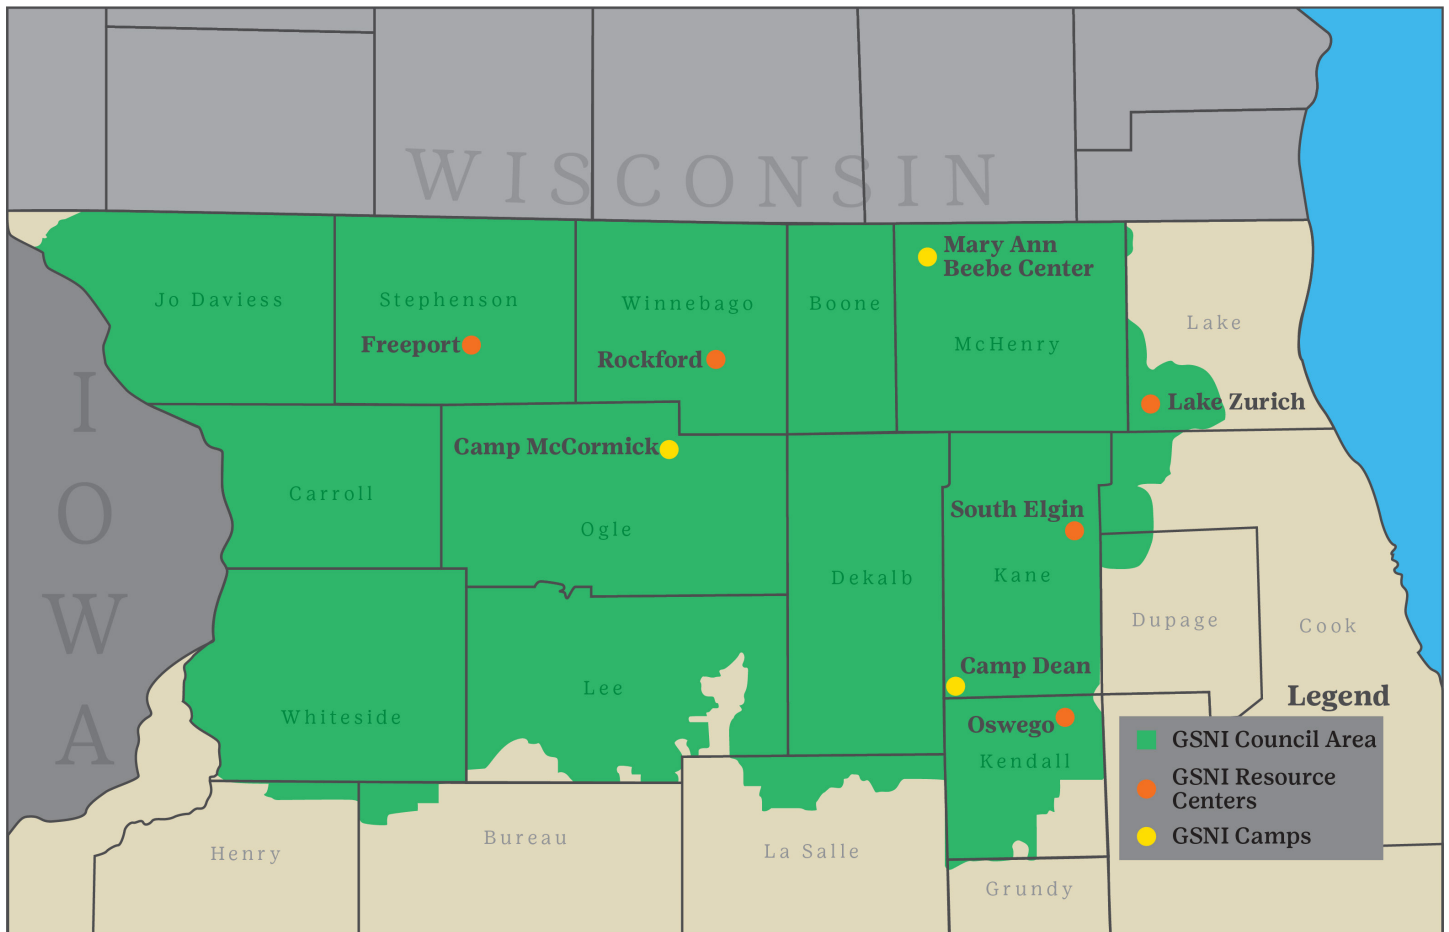 WISCONSIN
Mary Ann
Beebe Center
Jo Daviess
Stephenson
Winnebago
Boone
Lake
Freeport
Rockford
McHenry
IOWA
Lake Zurich
Camp McCormick
Carroll
South Elgin
Ogle
Dekalb
Kane
Dupage
Cook
Camp Dean
Lee
Whiteside
Oswego
Kendall
Legend
GSNI Council Area
GSNI Resource
Centers
GSNI Camps
Henry
Bureau
La Salle
Grundy